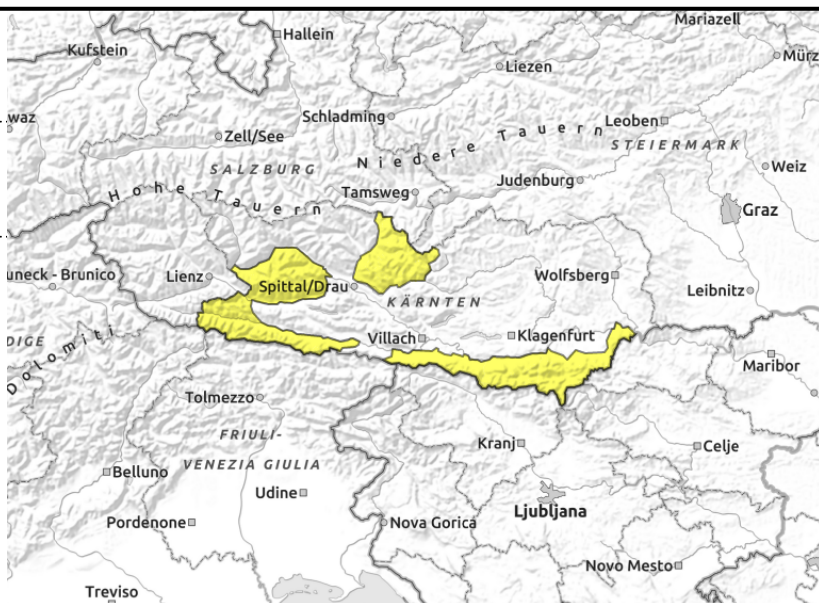 Mariazell
Hallein
Kufstein
Mürz
Liezen
waz
Schladming
Leoben
Zell/See
Niedere Tauern
STEIERMARK
SALZBURG
Weiz
Hohe Tauern
Tamsweg
Judenburg
Graz
uneck - Brunico
Lienz
Spittal/Drau
Wolfsberg
Leibnitz
KÄRNTEN
DIGE
Dolomiti
Villach
Klagenfurt
Maribor
Tolmezzo
FRIULI-
VENEZIA GIULIA
Kranj
Celje
Belluno
Udine
Ljubljana
Pordenone
Nova Gorica
Novo Mesto
Treviso